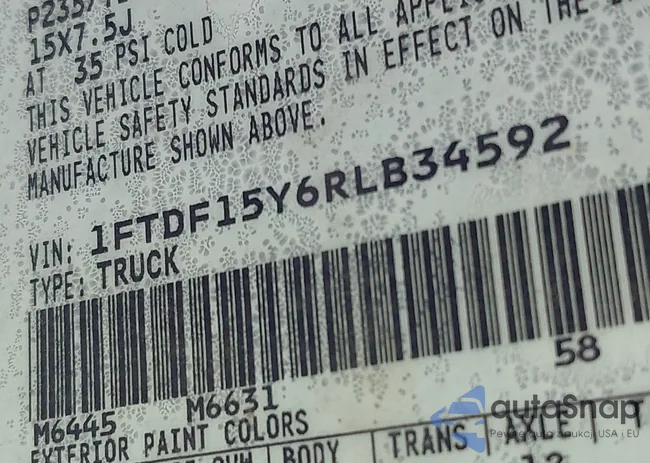 15X7.5J
AT 35 PSI COLD
THIS VEHICLE CONFORMS TO ALL
VEHICLE SAFETY STANDARDS IN EFFECT ON THE
MANUFACTURE SHOWN ABOVE.
VIN: 1FTDF15Y6RLB34592
TYPE: TRUCK
58
M6445 M6631
EXTERIOR PAINT COLORS
BODY TRANS AXLE T
autoSnap